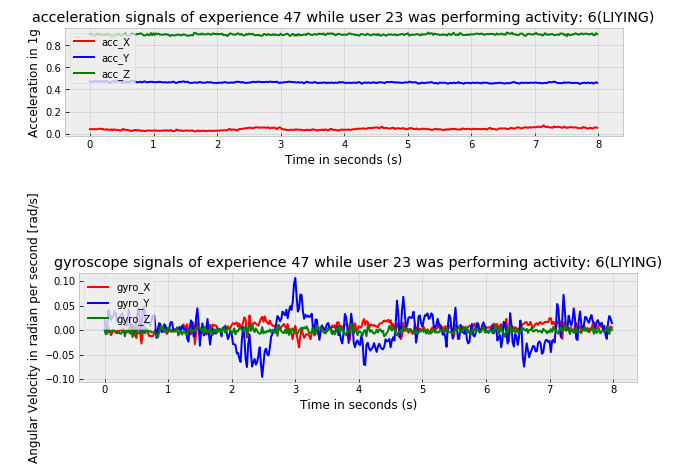 acceleration signals of experience 47 while user 23 was performing activity: 6(LIYING)
Acceleration in 1g
0.8
0.6
0.4
0.2
0.0
acc_X
acc_Y
acc_Z
0 1 2 3 4 5 6 7 8
Time in seconds (s)
gyroscope signals of experience 47 while user 23 was performing activity: 6(LIYING)
Angular Velocity in radian per second [rad/s]
0.10
0.05
0.00
−0.05
−0.10
gyro_X
gyro_Y
gyro_Z
0 1 2 3 4 5 6 7 8
Time in seconds (s)